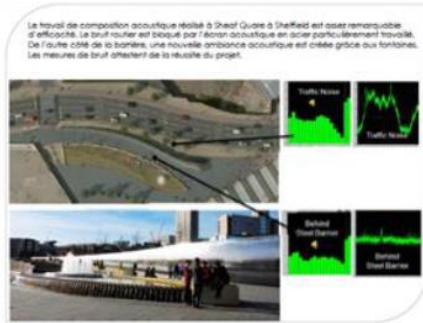 Le travail de composition acoustique réalisé à Sheaf Quare à Sheffield est assez remarquable
d'efficacité. Le bruit routier est bloqué par l'écran acoustique en acier particulièrement travaillé.
De l'autre côté de la barrière, une nouvelle ambiance acoustique est créée grâce aux fontaines.
Les mesures de bruit attestent de la réussite du projet.
Traffic Noise
Traffic Noise
Behind
Steel Barrier
Behind
Steel Barrier